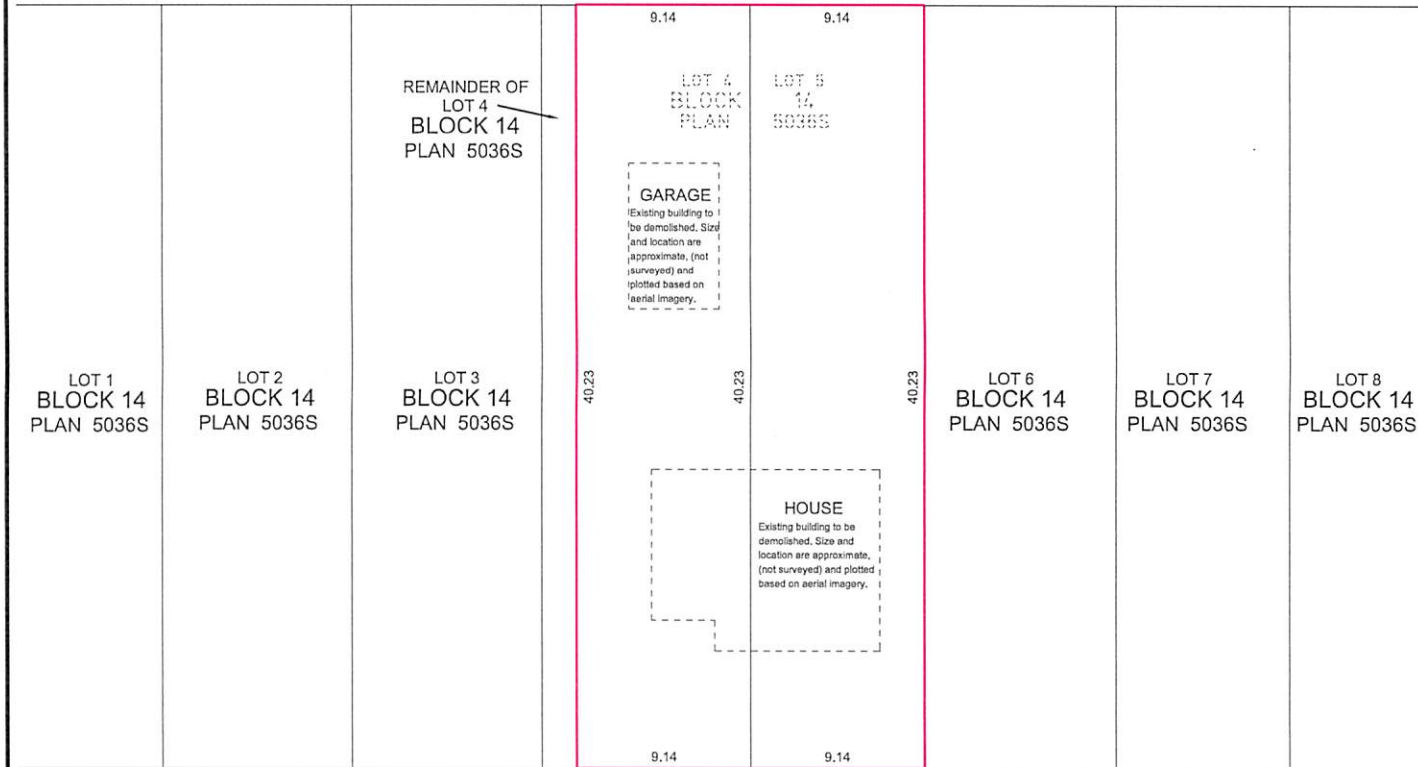 9.14
9.14
REMAINDER OF
LOT 4
BLOCK 14
PLAN 5036S
LOT 4
BLOCK
PLAN
LOT 5
14
5036S
GARAGE
Existing building to
be demolished. Size
and location are
approximate, (not
surveyed) and
plotted based on
aerial imagery.
LOT 1
BLOCK 14
PLAN 5036S
LOT 2
BLOCK 14
PLAN 5036S
LOT 3
BLOCK 14
PLAN 5036S
40.23
40.23
40.23
LOT 6
BLOCK 14
PLAN 5036S
LOT 7
BLOCK 14
PLAN 5036S
LOT 8
BLOCK 14
PLAN 5036S
HOUSE
Existing building to be
demolished. Size and
location are approximate,
(not surveyed) and plotted
based on aerial imagery.
9.14
9.14